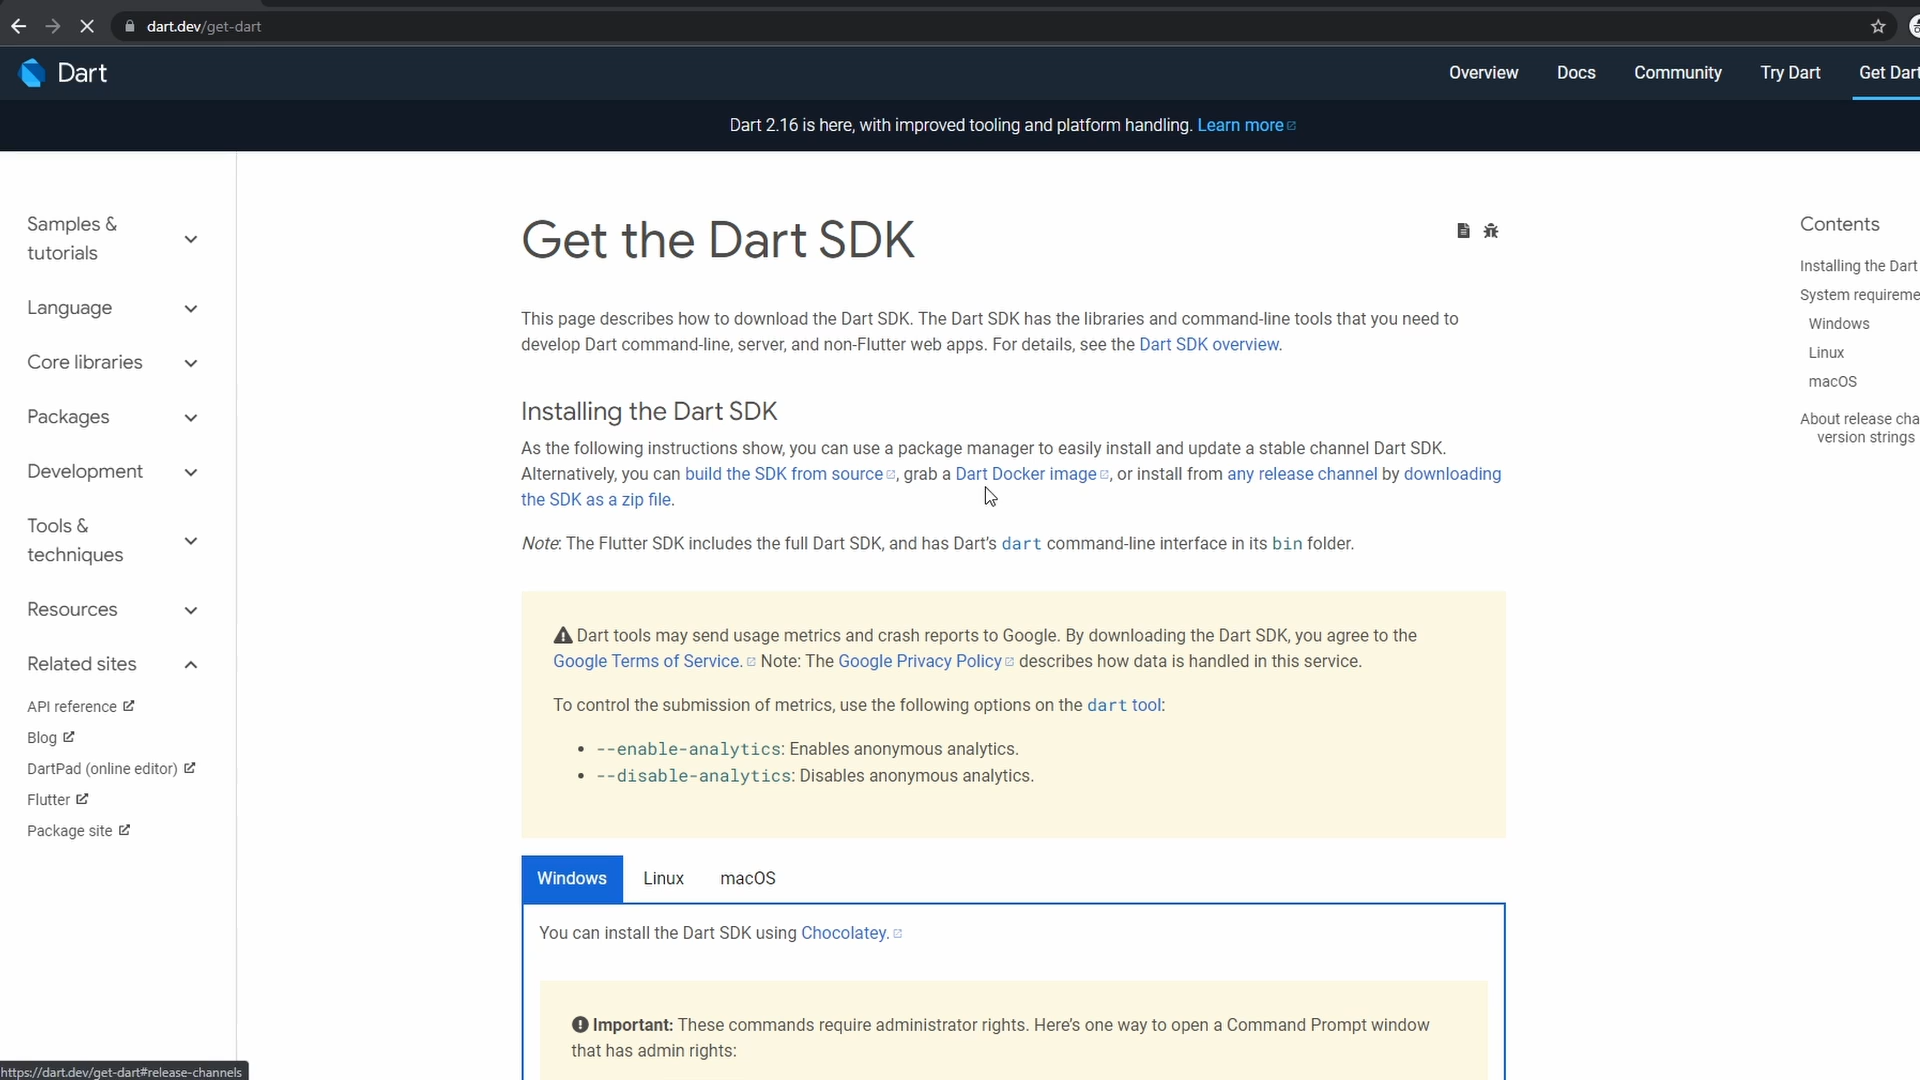 dart.dev/get-dart
Dart
Overview
Docs
Community
Try Dart
Get Dart
Dart 2.16 is here, with improved tooling and platform handling. Learn more
Samples &
tutorials
Language
Core libraries
Packages
Development
Tools &
techniques
Resources
Related sites
API reference
Blog
DartPad (online editor)
Flutter
Package site
Get the Dart SDK
This page describes how to download the Dart SDK. The Dart SDK has the libraries and command-line tools that you need to
develop Dart command-line, server, and non-Flutter web apps. For details, see the Dart SDK overview.
Installing the Dart SDK
As the following instructions show, you can use a package manager to easily install and update a stable channel Dart SDK.
Alternatively, you can build the SDK from source, grab a Dart Docker image, or install from any release channel by downloading
the SDK as a zip file.
Note: The Flutter SDK includes the full Dart SDK, and has Dart's dart command-line interface in its bin folder.
Dart tools may send usage metrics and crash reports to Google. By downloading the Dart SDK, you agree to the
Google Terms of Service. Note: The Google Privacy Policy describes how data is handled in this service.
To control the submission of metrics, use the following options on the dart tool:
• --enable-analytics: Enables anonymous analytics.
• --disable-analytics: Disables anonymous analytics.
Windows
Linux
macOS
You can install the Dart SDK using Chocolatey.
Important: These commands require administrator rights. Here's one way to open a Command Prompt window
that has admin rights:
Contents
Installing the Dart
System requireme
Windows
Linux
macOS
About release cha
version strings
https://dart.dev/get-dart#release-channels